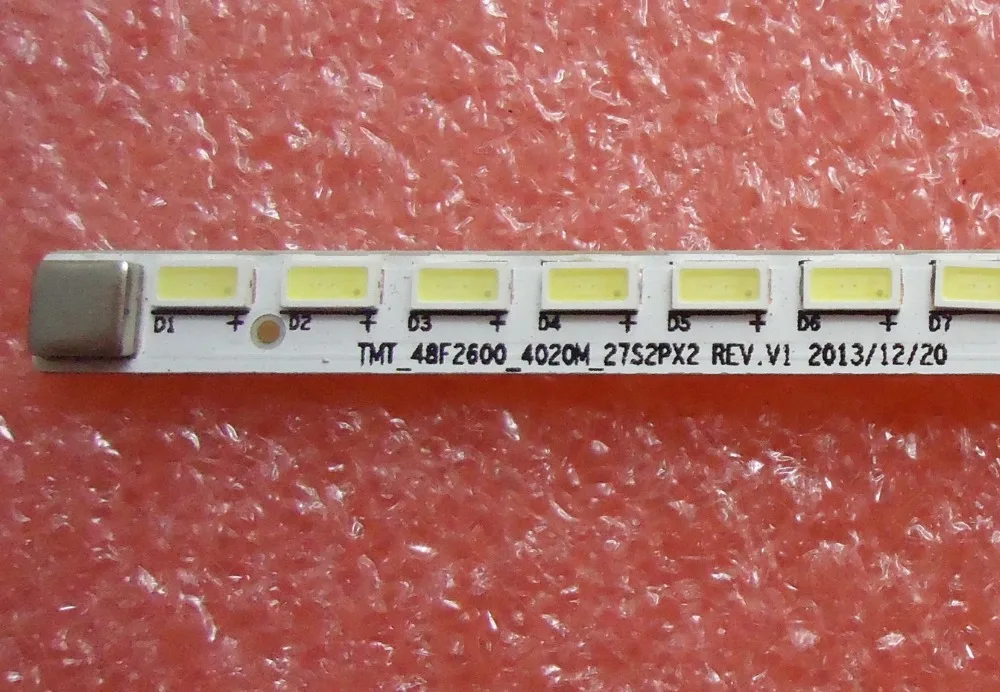 D1 + D2 + D3 + D4 + D5 + D6 + D7
TMT_48F2600_4020M_27S2PX2 REV.V1 2013/12/20